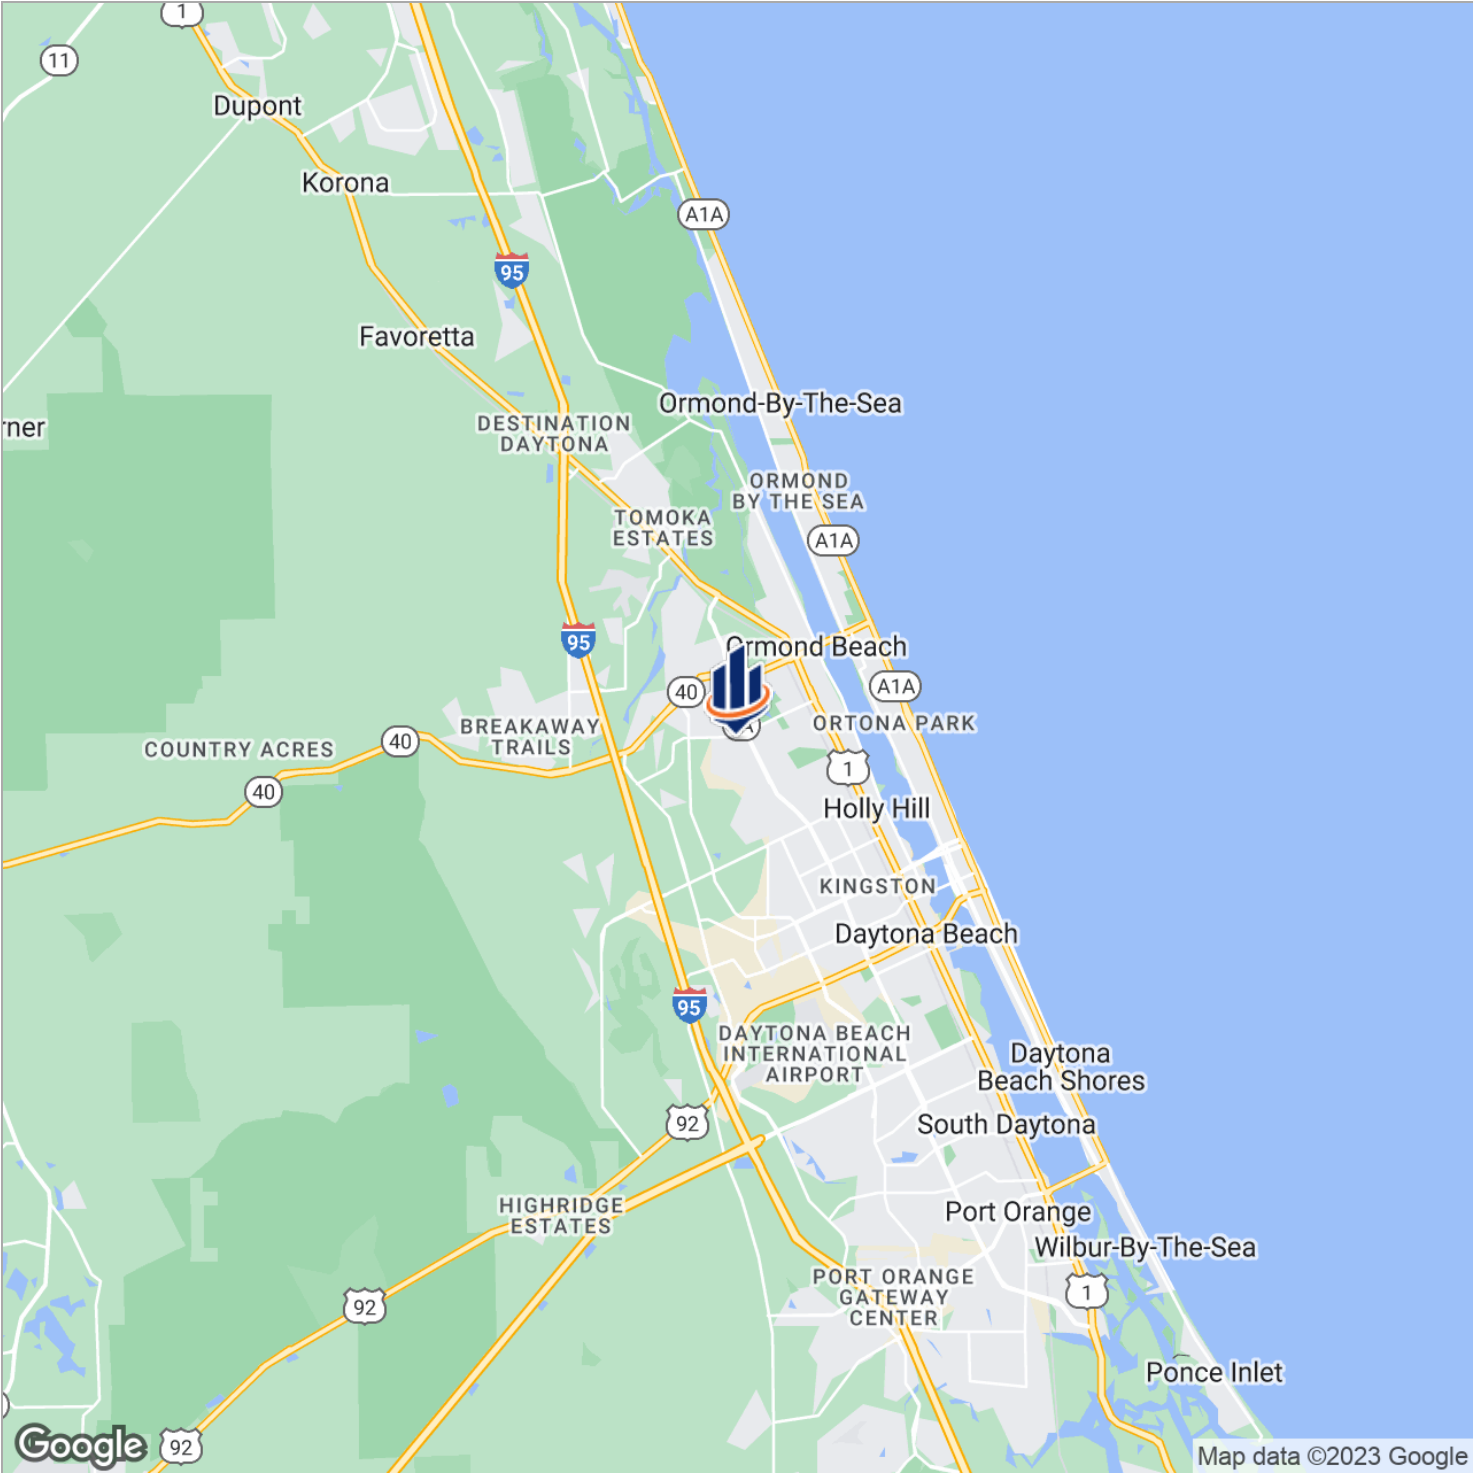 1
11
Dupont
Korona
A1A
95
Favoretta
Ormond-By-The-Sea
rner
DESTINATION
DAYTONA
ORMOND
BY THE SEA
TOMOKA
ESTATES
A1A
95
Ormond Beach
40
A1A
BREAKAWAY
TRAILS
ORTONA PARK
40
COUNTRY ACRES
1
40
Holly Hill
KINGSTON
Daytona Beach
95
DAYTONA BEACH
INTERNATIONAL
AIRPORT
Daytona
Beach Shores
92
South Daytona
HIGHRIDGE
ESTATES
Port Orange
Wilbur-By-The-Sea
PORT ORANGE
GATEWAY
CENTER
1
92
Ponce Inlet
Google
92
Map data ©2023 Google